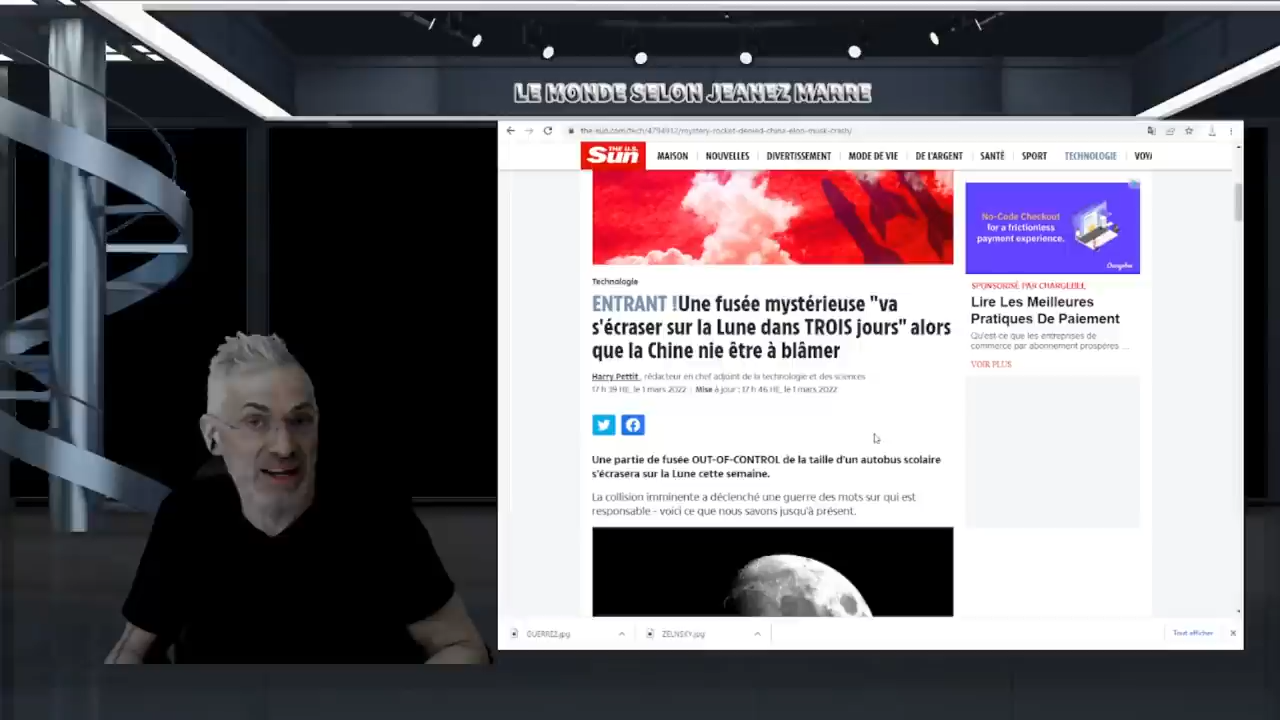 LE MONDE SELON JEANEZ MARRE
the-sun.com/tech/4794912/mystery-rocket-denied-china-elon-musk-crash/
THE U.S.
Sun
MAISON NOUVELLES DIVERTISSEMENT MODE DE VIE DE L'ARGENT SANTÉ SPORT TECHNOLOGIE VOYA
No-Code Checkout
for a frictionless
payment experience.
Chargebee
Technologie
ENTRANT !Une fusée mystérieuse "va
s'écraser sur la Lune dans TROIS jours" alors
que la Chine nie être à blâmer
Harry Pettit, rédacteur en chef adjoint de la technologie et des sciences
17 h 39 HE, le 1 mars 2022 | Mise à jour : 17 h 46 HE, le 1 mars 2022
SPONSORISÉ PAR CHARGEBEE
Lire Les Meilleures
Pratiques De Paiement
Qu'est-ce que les entreprises de
commerce par abonnement prospères ...
VOIR PLUS
Une partie de fusée OUT-OF-CONTROL de la taille d'un autobus scolaire
s'écrasera sur la Lune cette semaine.
La collision imminente a déclenché une guerre des mots sur qui est
responsable - voici ce que nous savons jusqu'à présent.
GUERRE2.jpg ZELINSKY.jpg Tout afficher